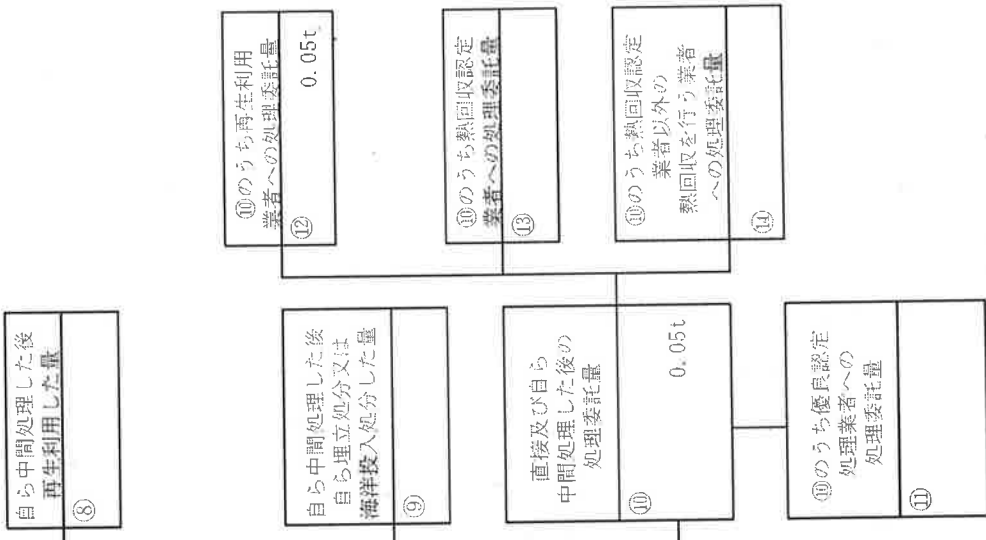 自ら中間処理した後
再生利用した量
⑧
自ら中間処理した後
自ら埋立処分又は
海洋投入処分した量
⑨
直接及び自ら
中間処理した後の
処理委託量
⑩
0.05t
⑩のうち優良認定
処理業者への
処理委託量
⑪
⑩のうち再生利用
業者への処理委託量
⑫
0.05t
⑩のうち熱回収認定
業者への処理委託量
⑬
⑩のうち熱回収認定
業者以外の
熱回収を行う業者
への処理委託量
⑭